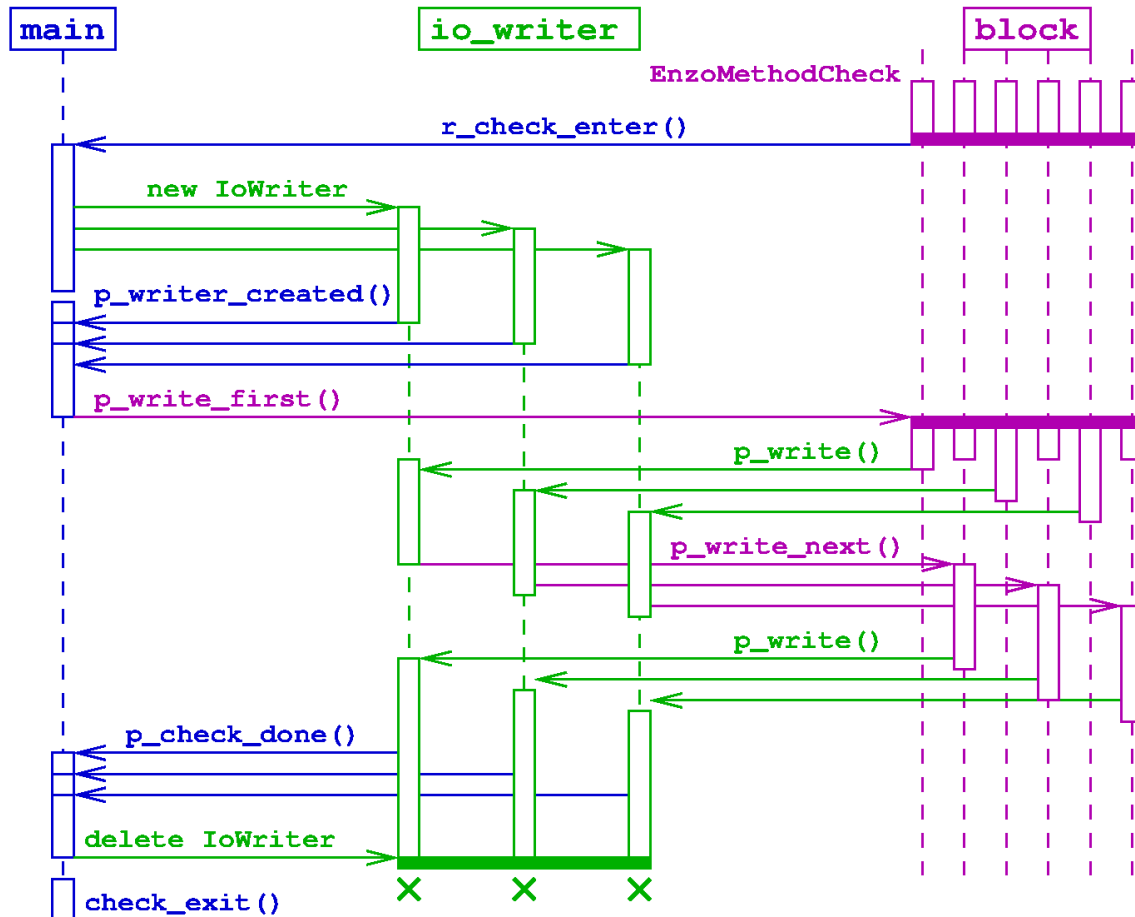 main
io_writer
block
EnzoMethodCheck
r_check_enter()
new IoWriter
p_writer_created()
p_write_first()
p_write()
p_write_next()
p_write()
p_check_done()
delete IoWriter
check_exit()